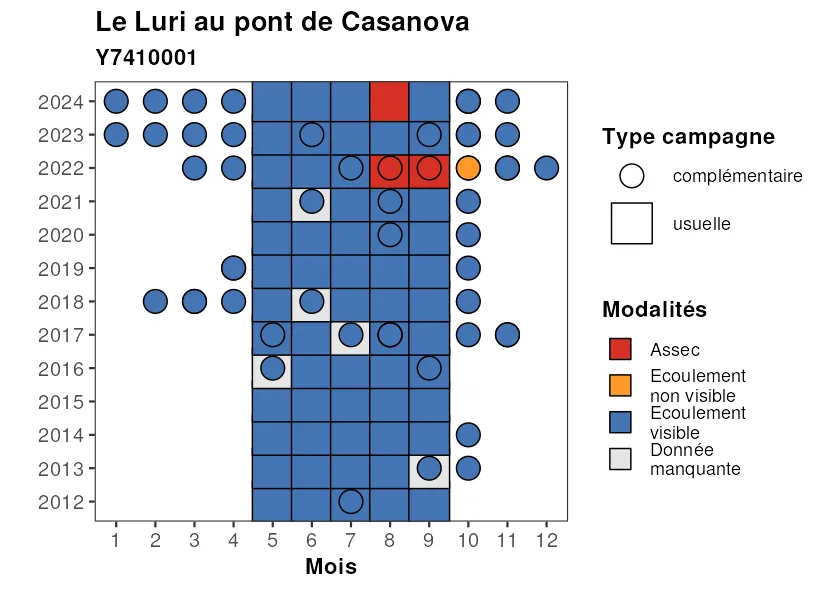 Le Luri au pont de Casanova
Y7410001
2024
2023
2022
2021
2020
2019
2018
2017
2016
2015
2014
2013
2012
1 2 3 4 5 6 7 8 9 10 11 12
Mois
Type campagne
complémentaire
usuelle
Modalités
Assec
Ecoulement
non visible
Ecoulement
visible
Donnée
manquante